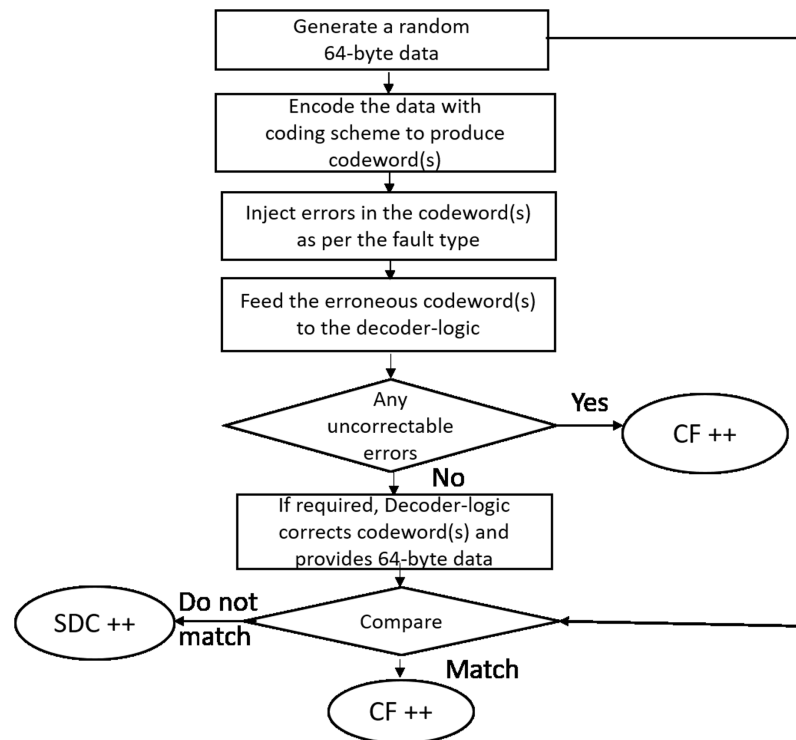 Generate a random
64-byte data
Encode the data with
coding scheme to produce
codeword(s)
Inject errors in the codeword(s)
as per the fault type
Feed the erroneous codeword(s)
to the decoder-logic
Any
uncorrectable
errors
Yes
CF ++
No
If required, Decoder-logic
corrects codeword(s) and
provides 64-byte data
Do not
match
SDC ++
Compare
Match
CF ++